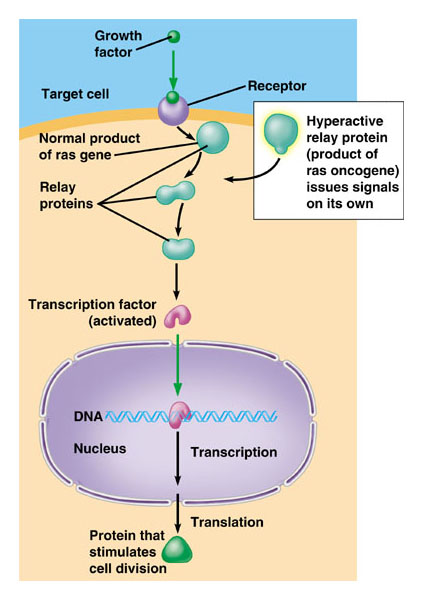 Growth
factor
Target cell
Receptor
Normal product
of ras gene
Hyperactive
relay protein
(product of
ras oncogene)
issues signals
on its own
Relay
proteins
Transcription factor
(activated)
DNA
Nucleus
Transcription
Translation
Protein that
stimulates
cell division